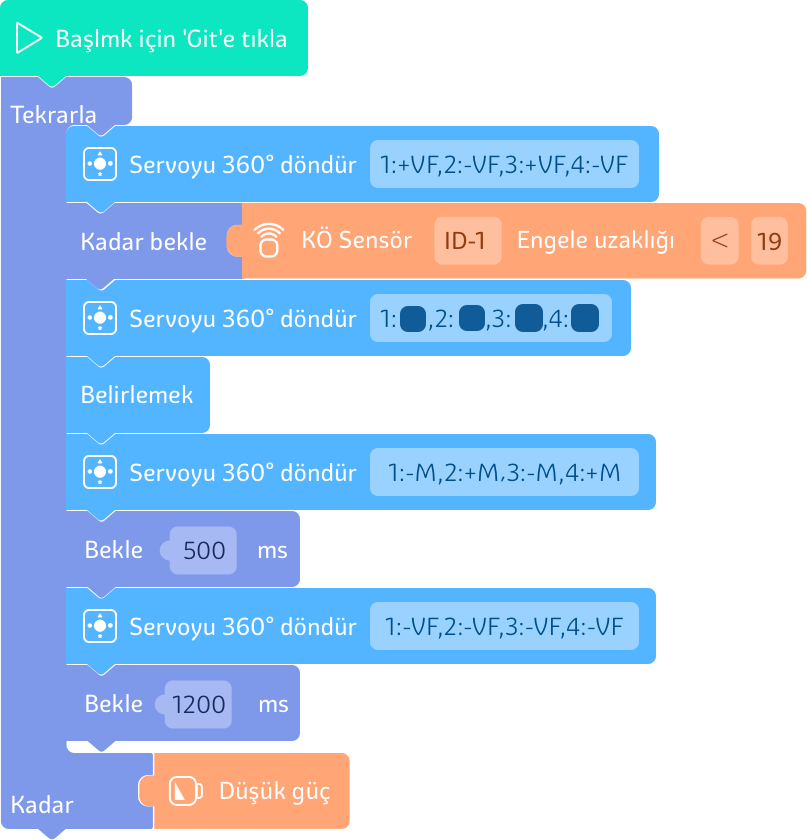 Başlmk için 'Git'e tıkla
Tekrarla
Servoyu 360° döndür 1:+VF,2:-VF,3:+VF,4:-VF
Kadar bekle KÖ Sensör ID-1 Engele uzaklığı < 19
Servoyu 360° döndür 1: ,2: ,3: ,4:
Belirlemek
Servoyu 360° döndür 1:-M,2:+M,3:-M,4:+M
Bekle 500 ms
Servoyu 360° döndür 1:-VF,2:-VF,3:-VF,4:-VF
Bekle 1200 ms
Kadar Düşük güç